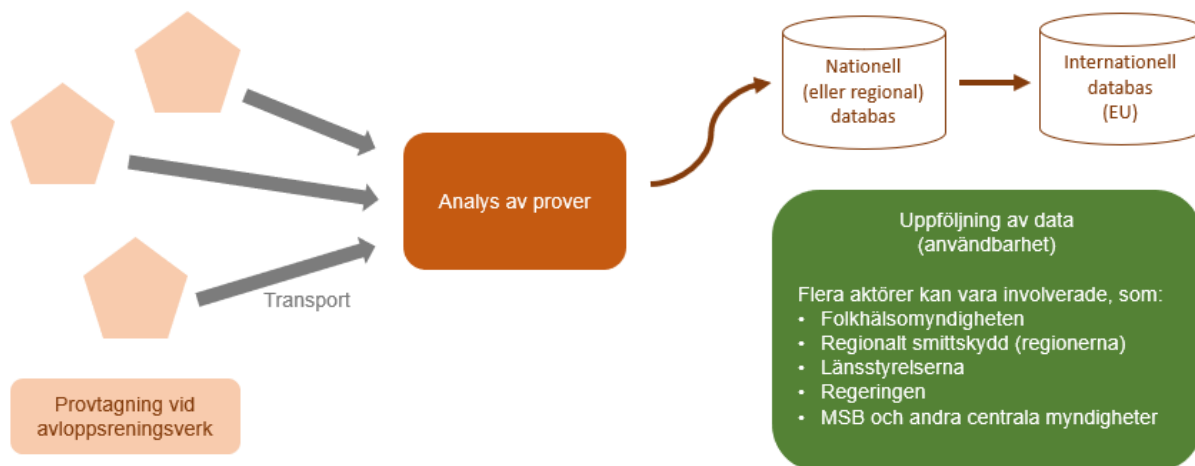 Transport
Provtagning vid
avloppsreningsverk
Analys av prover
Nationell
(eller regional)
databas
Internationell
databas
(EU)
Uppföljning av data
(användbarhet)
Flera aktörer kan vara involverade, som:
• Folkhälsomyndigheten
• Regionalt smittskydd (regionerna)
• Länsstyrelserna
• Regeringen
• MSB och andra centrala myndigheter